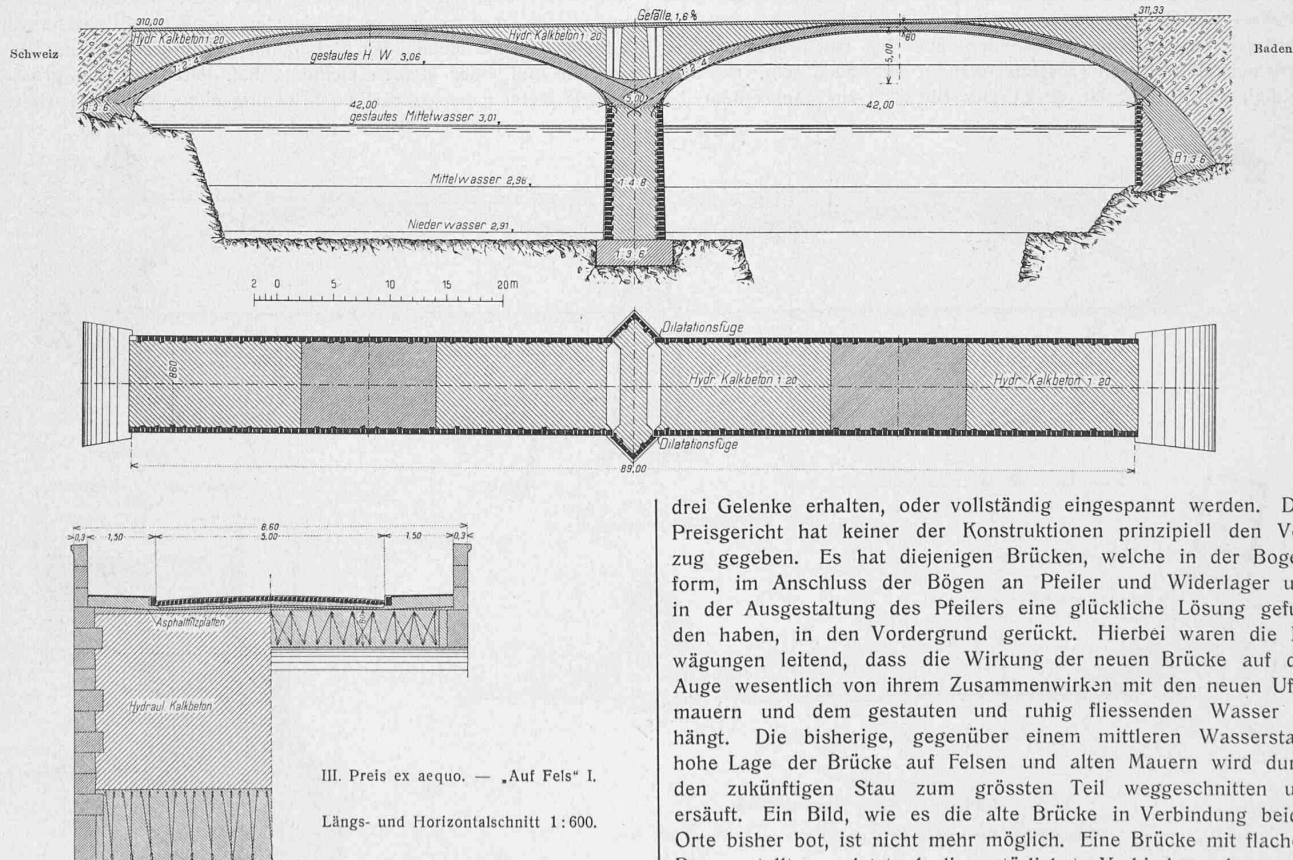 310,00
Gefälle, 1,6 %
311,33
Schweiz
Baden
Hydr Kalkbeton 1 20
Hydr Kalkbeton 1 20
60
gestautes H. W. 3,06
1·2·4
1·2·4
5,00
1 3 6
42,00
5,00
42,00
gestautes Mittelwasser 3,01
B 1 3 6
Mittelwasser 2,96
1 4 8
Niederwasser 2,91
1 3 6
2 0 5 10 15 20m
Dilatationsfuge
860
Hydr Kalkbeton 1 20
Hydr Kalkbeton 1 20
Dilatationsfuge
89,00
8.60
0,3 1,50 5.00 1,50 0,3
Asphaltfilzplatten
Hydraul Kalkbeton
III. Preis ex aequo. — „Auf Fels“ I.
Längs- und Horizontalschnitt 1:600.
drei Gelenke erhalten, oder vollständig eingespannt werden. D
Preisgericht hat keiner der Konstruktionen prinzipiell den V
zug gegeben. Es hat diejenigen Brücken, welche in der Boge
form, im Anschluss der Bögen an Pfeiler und Widerlager u
in der Ausgestaltung des Pfeilers eine glückliche Lösung gefu
den haben, in den Vordergrund gerückt. Hierbei waren die
wägungen leitend, dass die Wirkung der neuen Brücke auf d
Auge wesentlich von ihrem Zusammenwirken mit den neuen Uf
mauern und dem gestauten und ruhig fliessenden Wasser
hängt. Die bisherige, gegenüber einem mittleren Wassersta
hohe Lage der Brücke auf Felsen und alten Mauern wird dur
den zukünftigen Stau zum grössten Teil weggeschnitten u
ersäuft. Ein Bild, wie es die alte Brücke in Verbindung beid
Orte bisher bot, ist nicht mehr möglich. Eine Brücke mit flache